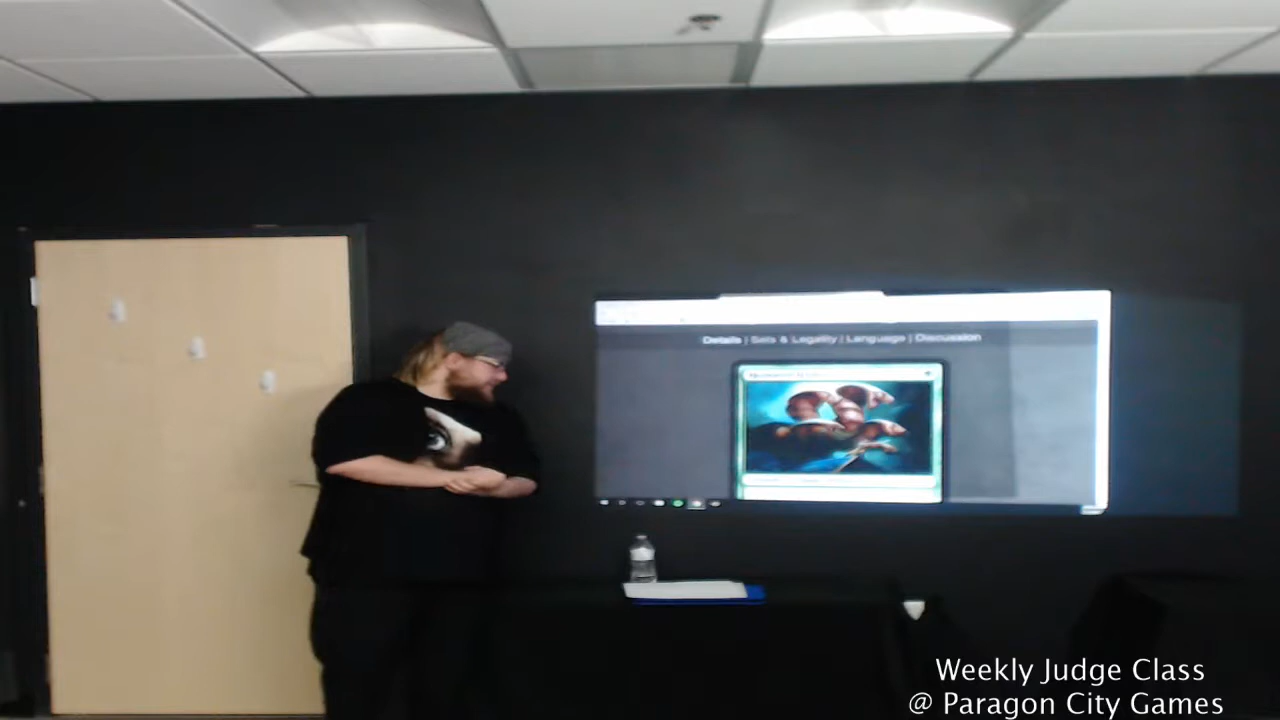 Details | Sets & Legality | Language | Discussion
Weekly Judge Class
@ Paragon City Games